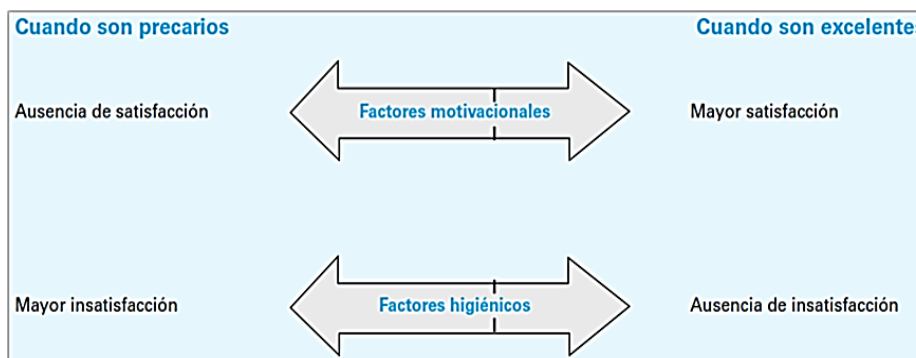 Cuando son precarios
Cuando son excelentes
Ausencia de satisfacción
Factores motivacionales
Mayor satisfacción
Mayor insatisfacción
Factores higiénicos
Ausencia de insatisfacción